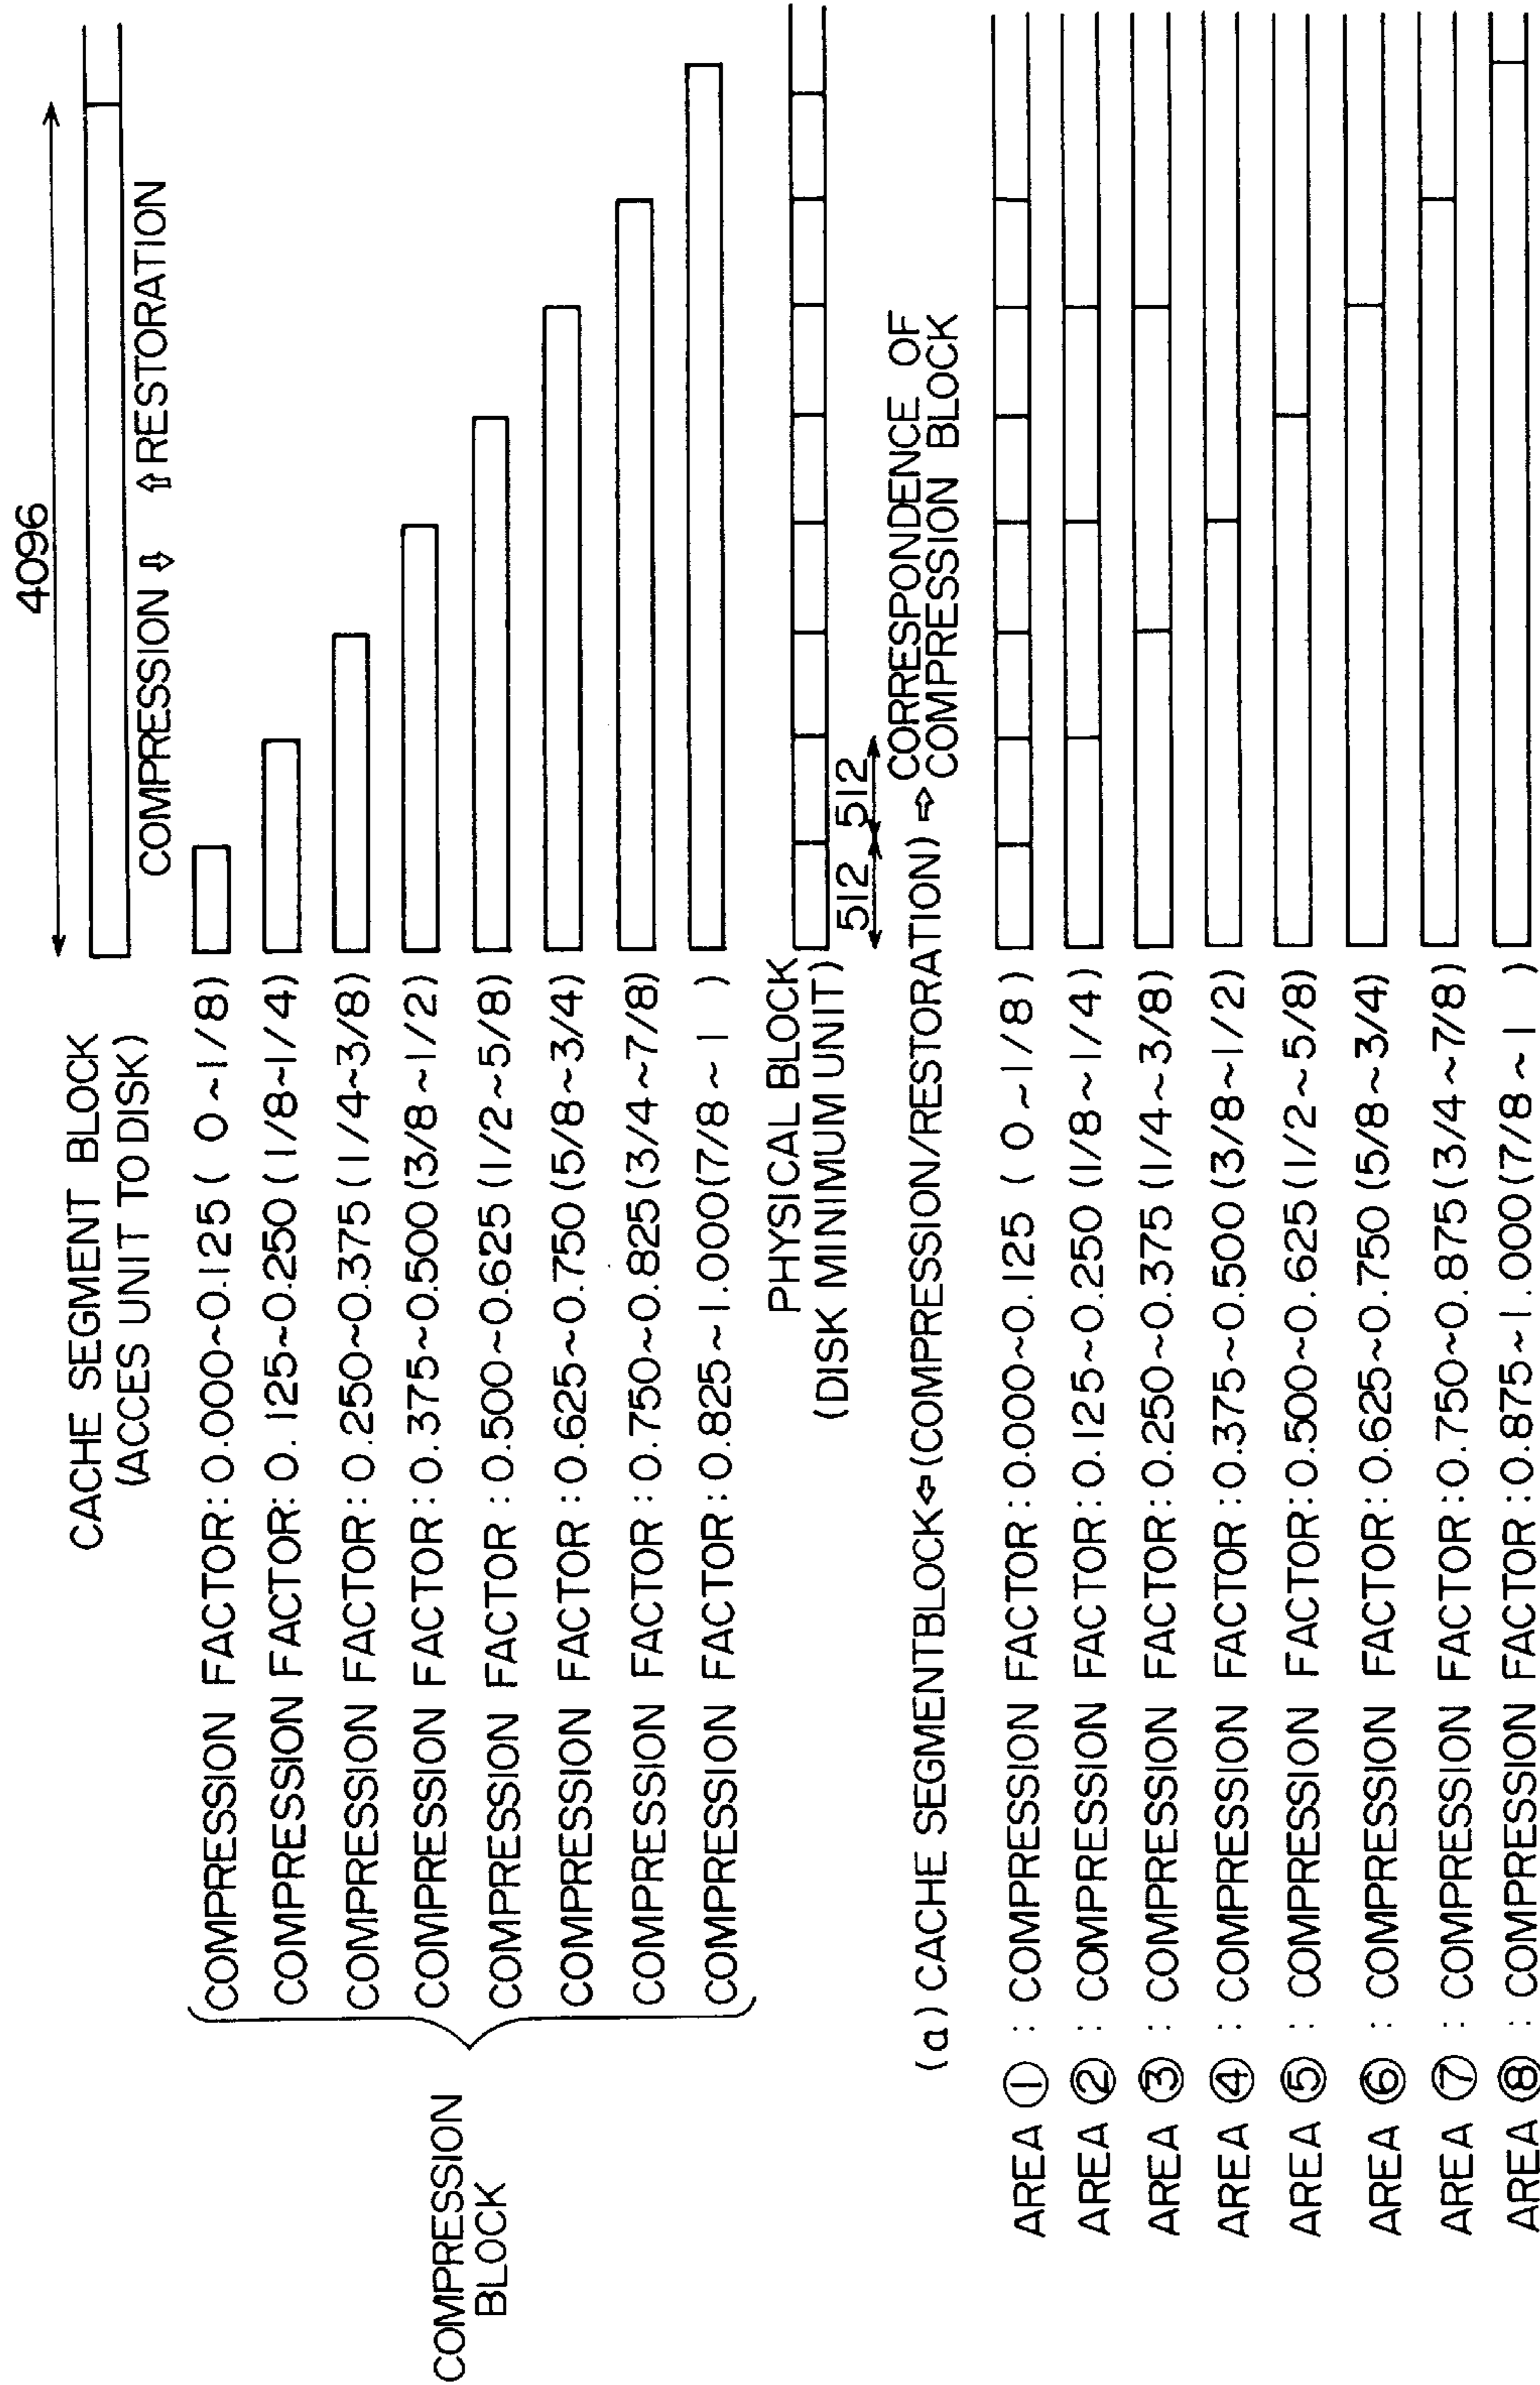 CACHE SEGMENT BLOCK
(ACCES UNIT TO DISK)
4096
COMPRESSION ⇩ ⇧ RESTORATION
COMPRESSION
BLOCK
COMPRESSION FACTOR: 0.000~0.125 ( 0 ~1/8)
COMPRESSION FACTOR: 0.125~0.250 (1/8~1/4)
COMPRESSION FACTOR: 0.250~0.375 (1/4~3/8)
COMPRESSION FACTOR: 0.375~0.500 (3/8~1/2)
COMPRESSION FACTOR: 0.500~0.625 (1/2~5/8)
COMPRESSION FACTOR: 0.625~0.750 (5/8~3/4)
COMPRESSION FACTOR: 0.750~0.825 (3/4~7/8)
COMPRESSION FACTOR: 0.825~1.000 (7/8~ 1 )
PHYSICAL BLOCK
(DISK MINIMUM UNIT)
512 512
(a) CACHE SEGMENTBLOCK⇦(COMPRESSION/RESTORATION) ⇨ CORRESPONDENCE OF
COMPRESSION BLOCK
AREA ① : COMPRESSION FACTOR: 0.000~0.125 ( 0 ~1/8)
AREA ② : COMPRESSION FACTOR: 0.125~0.250 (1/8~1/4)
AREA ③ : COMPRESSION FACTOR: 0.250~0.375 (1/4~3/8)
AREA ④ : COMPRESSION FACTOR: 0.375~0.500 (3/8~1/2)
AREA ⑤ : COMPRESSION FACTOR: 0.500~0.625 (1/2~5/8)
AREA ⑥ : COMPRESSION FACTOR: 0.625~0.750 (5/8~3/4)
AREA ⑦ : COMPRESSION FACTOR: 0.750~0.875 (3/4~7/8)
AREA ⑧ : COMPRESSION FACTOR: 0.875~1.000 (7/8~ 1 )